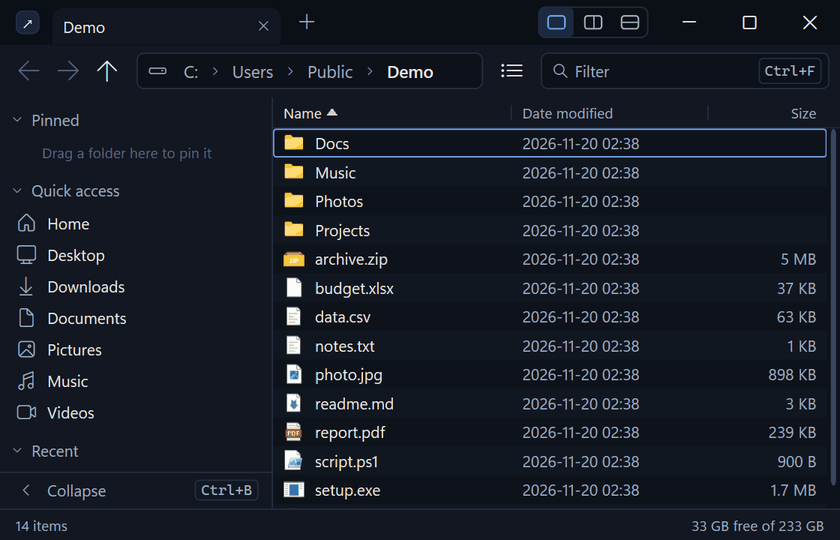 Demo
C: Users Public Demo
Filter Ctrl+F
Pinned
Drag a folder here to pin it
Quick access
Home
Desktop
Downloads
Documents
Pictures
Music
Videos
Recent
Collapse Ctrl+B
Name Date modified Size
Docs 2026-11-20 02:38
Music 2026-11-20 02:38
Photos 2026-11-20 02:38
Projects 2026-11-20 02:38
archive.zip 2026-11-20 02:38 5 MB
budget.xlsx 2026-11-20 02:38 37 KB
data.csv 2026-11-20 02:38 63 KB
notes.txt 2026-11-20 02:38 1 KB
photo.jpg 2026-11-20 02:38 898 KB
readme.md 2026-11-20 02:38 3 KB
report.pdf 2026-11-20 02:38 239 KB
script.ps1 2026-11-20 02:38 900 B
setup.exe 2026-11-20 02:38 1.7 MB
14 items 33 GB free of 233 GB